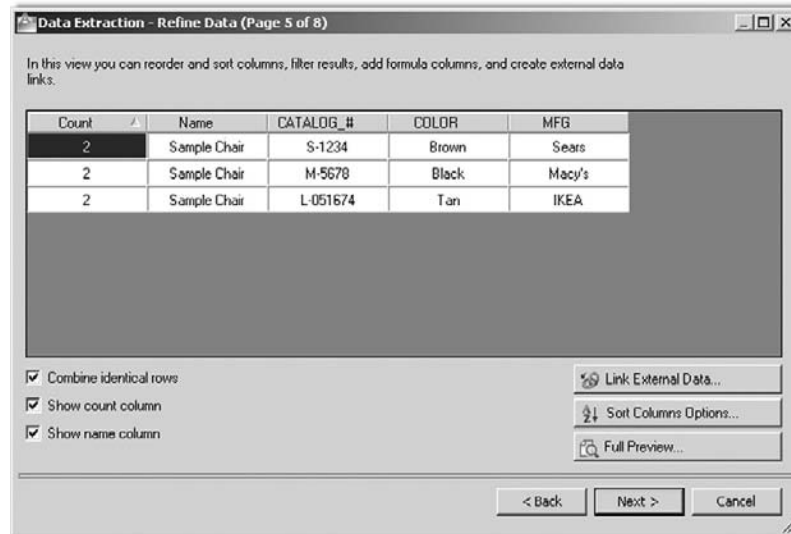 Data Extraction - Refine Data (Page 5 of 8)
In this view you can reorder and sort columns, filter results, add formula columns, and create external data
links.
Count Name CATALOG_# COLOR MFG
2 Sample Chair S-1234 Brown Sears
2 Sample Chair M-5678 Black Macy's
2 Sample Chair L-051674 Tan IKEA
Combine identical rows
Show count column
Show name column
Link External Data...
Sort Columns Options...
Full Preview...
< Back Next > Cancel